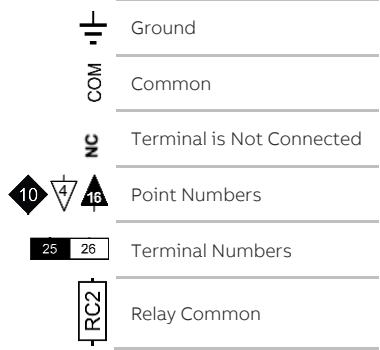 Ground
COM Common
NC Terminal is Not Connected
10 4 16 Point Numbers
25 26 Terminal Numbers
RC2 Relay Common